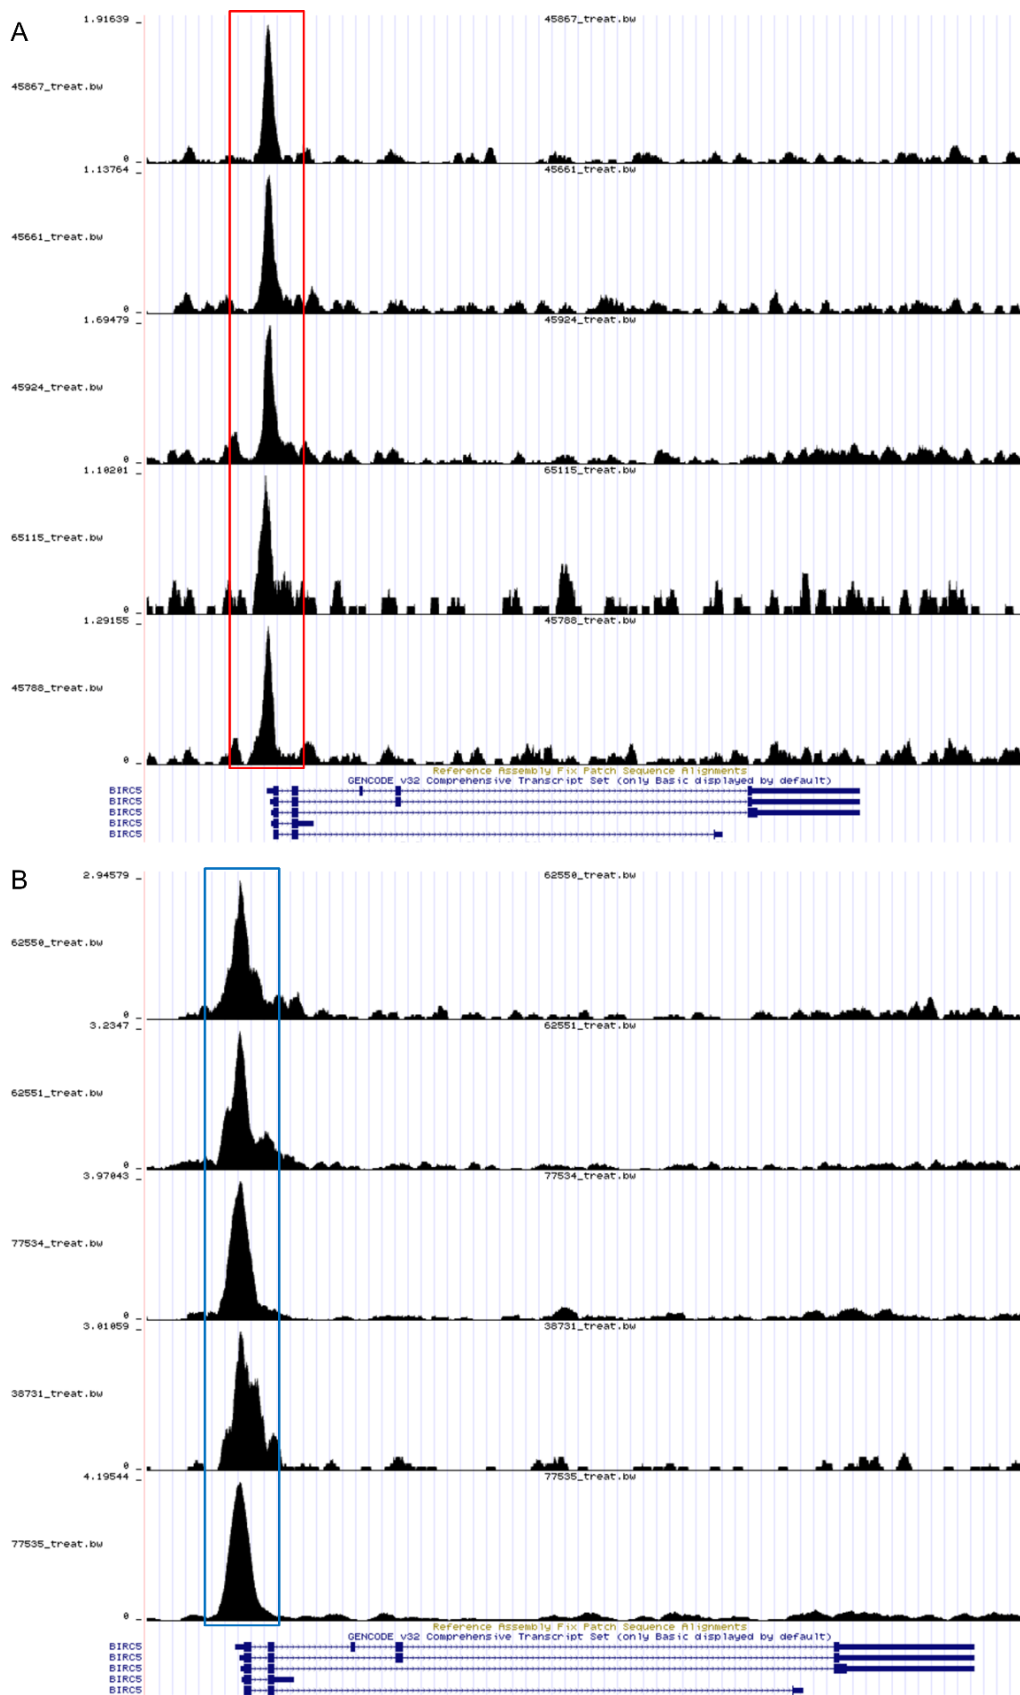 A
1.91639 _
45867_treat.bw
45867_treat.bw
0 _
1.13764 _
45661_treat.bw
45661_treat.bw
0 _
1.69479 _
45924_treat.bw
45924_treat.bw
0 _
1.10201 _
65115_treat.bw
65115_treat.bw
0 _
1.29155 _
45788_treat.bw
45788_treat.bw
0 _
Reference Assembly Fix Patch Sequence Alignments
GENCODE v32 Comprehensive Transcript Set (only Basic displayed by default)
BIRC5
BIRC5
BIRC5
BIRC5
BIRC5
B
2.94579 _
62550_treat.bw
62550_treat.bw
0 _
3.2347 _
62551_treat.bw
62551_treat.bw
0 _
3.97043 _
77534_treat.bw
77534_treat.bw
0 _
3.01059 _
38731_treat.bw
38731_treat.bw
0 _
4.19544 _
77535_treat.bw
77535_treat.bw
0 _
Reference Assembly Fix Patch Sequence Alignments
GENCODE v32 Comprehensive Transcript Set (only Basic displayed by default)
BIRC5
BIRC5
BIRC5
BIRC5
BIRC5